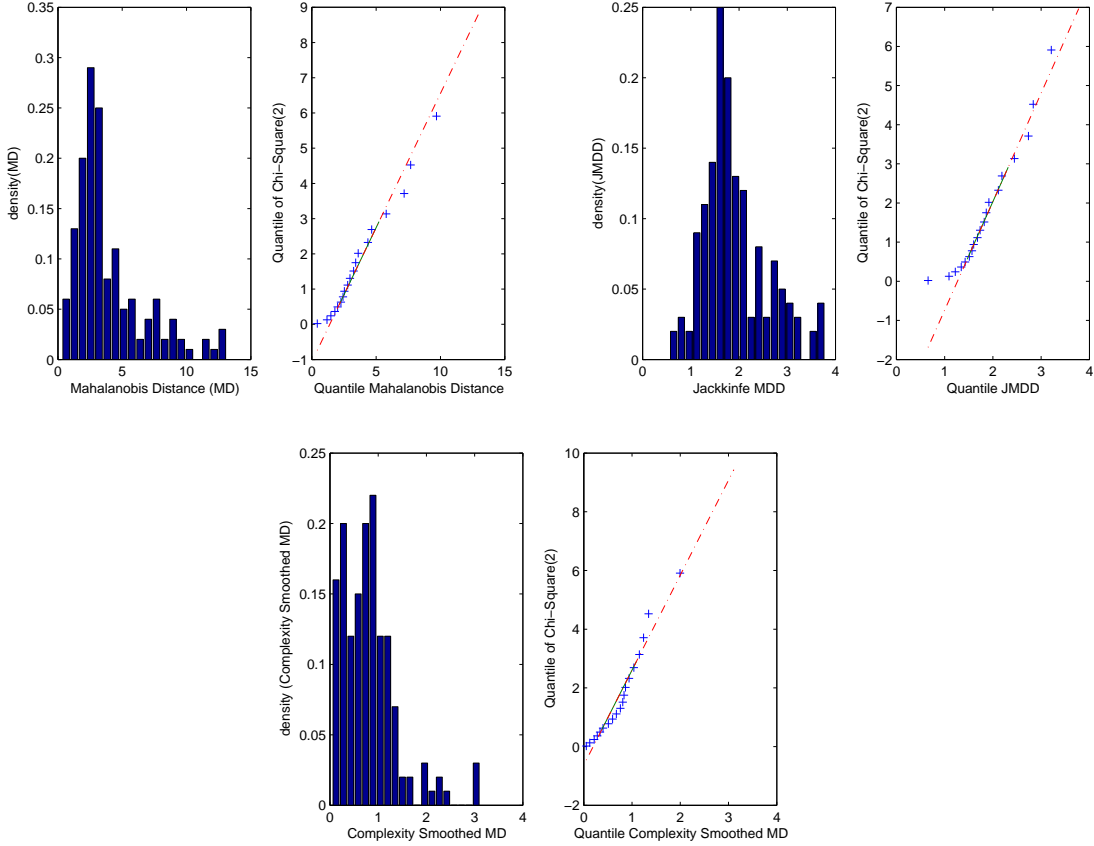 0.35
0.3
0.25
0.2
0.15
0.1
0.05
0
density(MD)
0 5 10 15
Mahalanobis Distance (MD)
9
8
7
6
5
4
3
2
1
0
−1
Quantile of Chi−Square(2)
0 5 10 15
Quantile Mahalanobis Distance
0.25
0.2
0.15
0.1
0.05
0
density(JMDD)
0 1 2 3 4
Jackkinfe MDD
7
6
5
4
3
2
1
0
−1
−2
Quantile of Chi−Square(2)
0 1 2 3 4
Quantile JMDD
0.25
0.2
0.15
0.1
0.05
0
density (Complexity Smoothed MD)
0 1 2 3 4
Complexity Smoothed MD
10
8
6
4
2
0
−2
Quantile of Chi−Square(2)
0 1 2 3 4
Quantile Complexity Smoothed MD